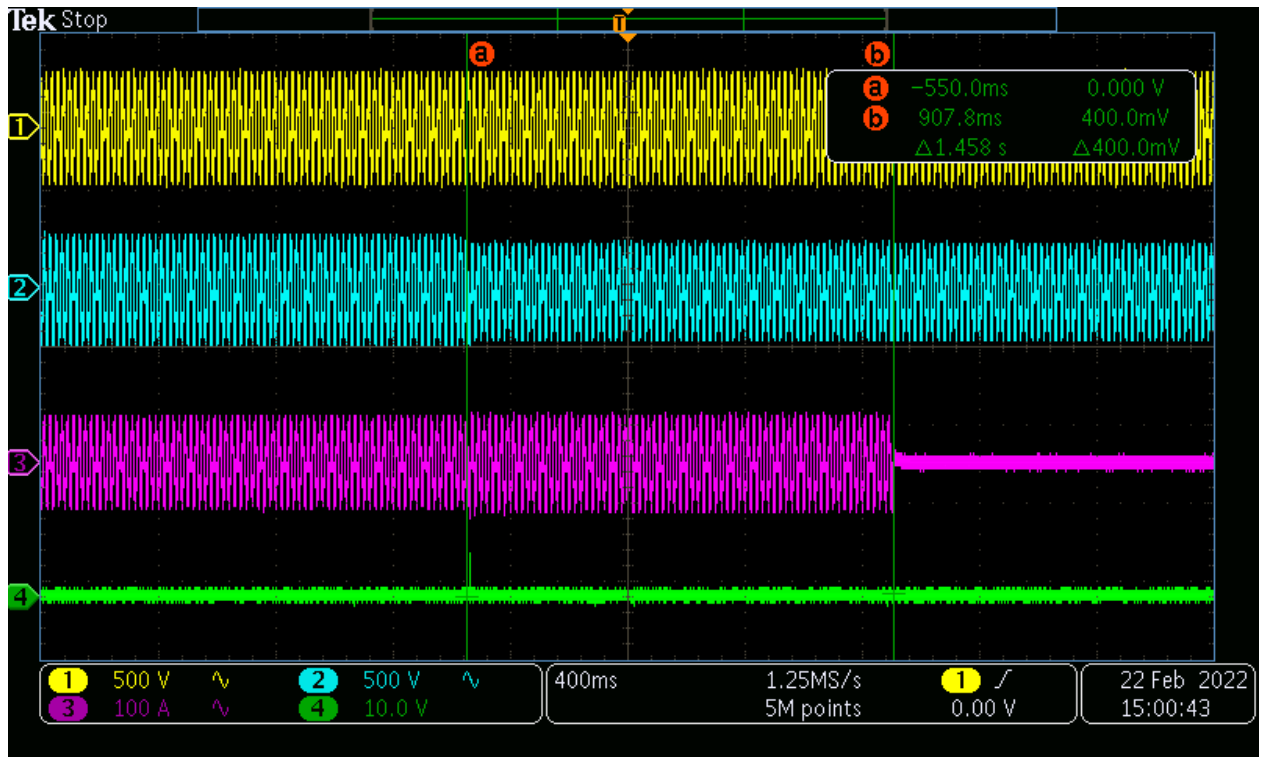 Tek Stop
T
a b
a -550.0ms 0.000 V
b 907.8ms 400.0mV
△1.458 s △400.0mV
1
2
3
4
1 500 V 2 500 V 400ms 1.25MS/s 1 22 Feb 2022
3 100 A 4 10.0 V 5M points 0.00 V 15:00:43